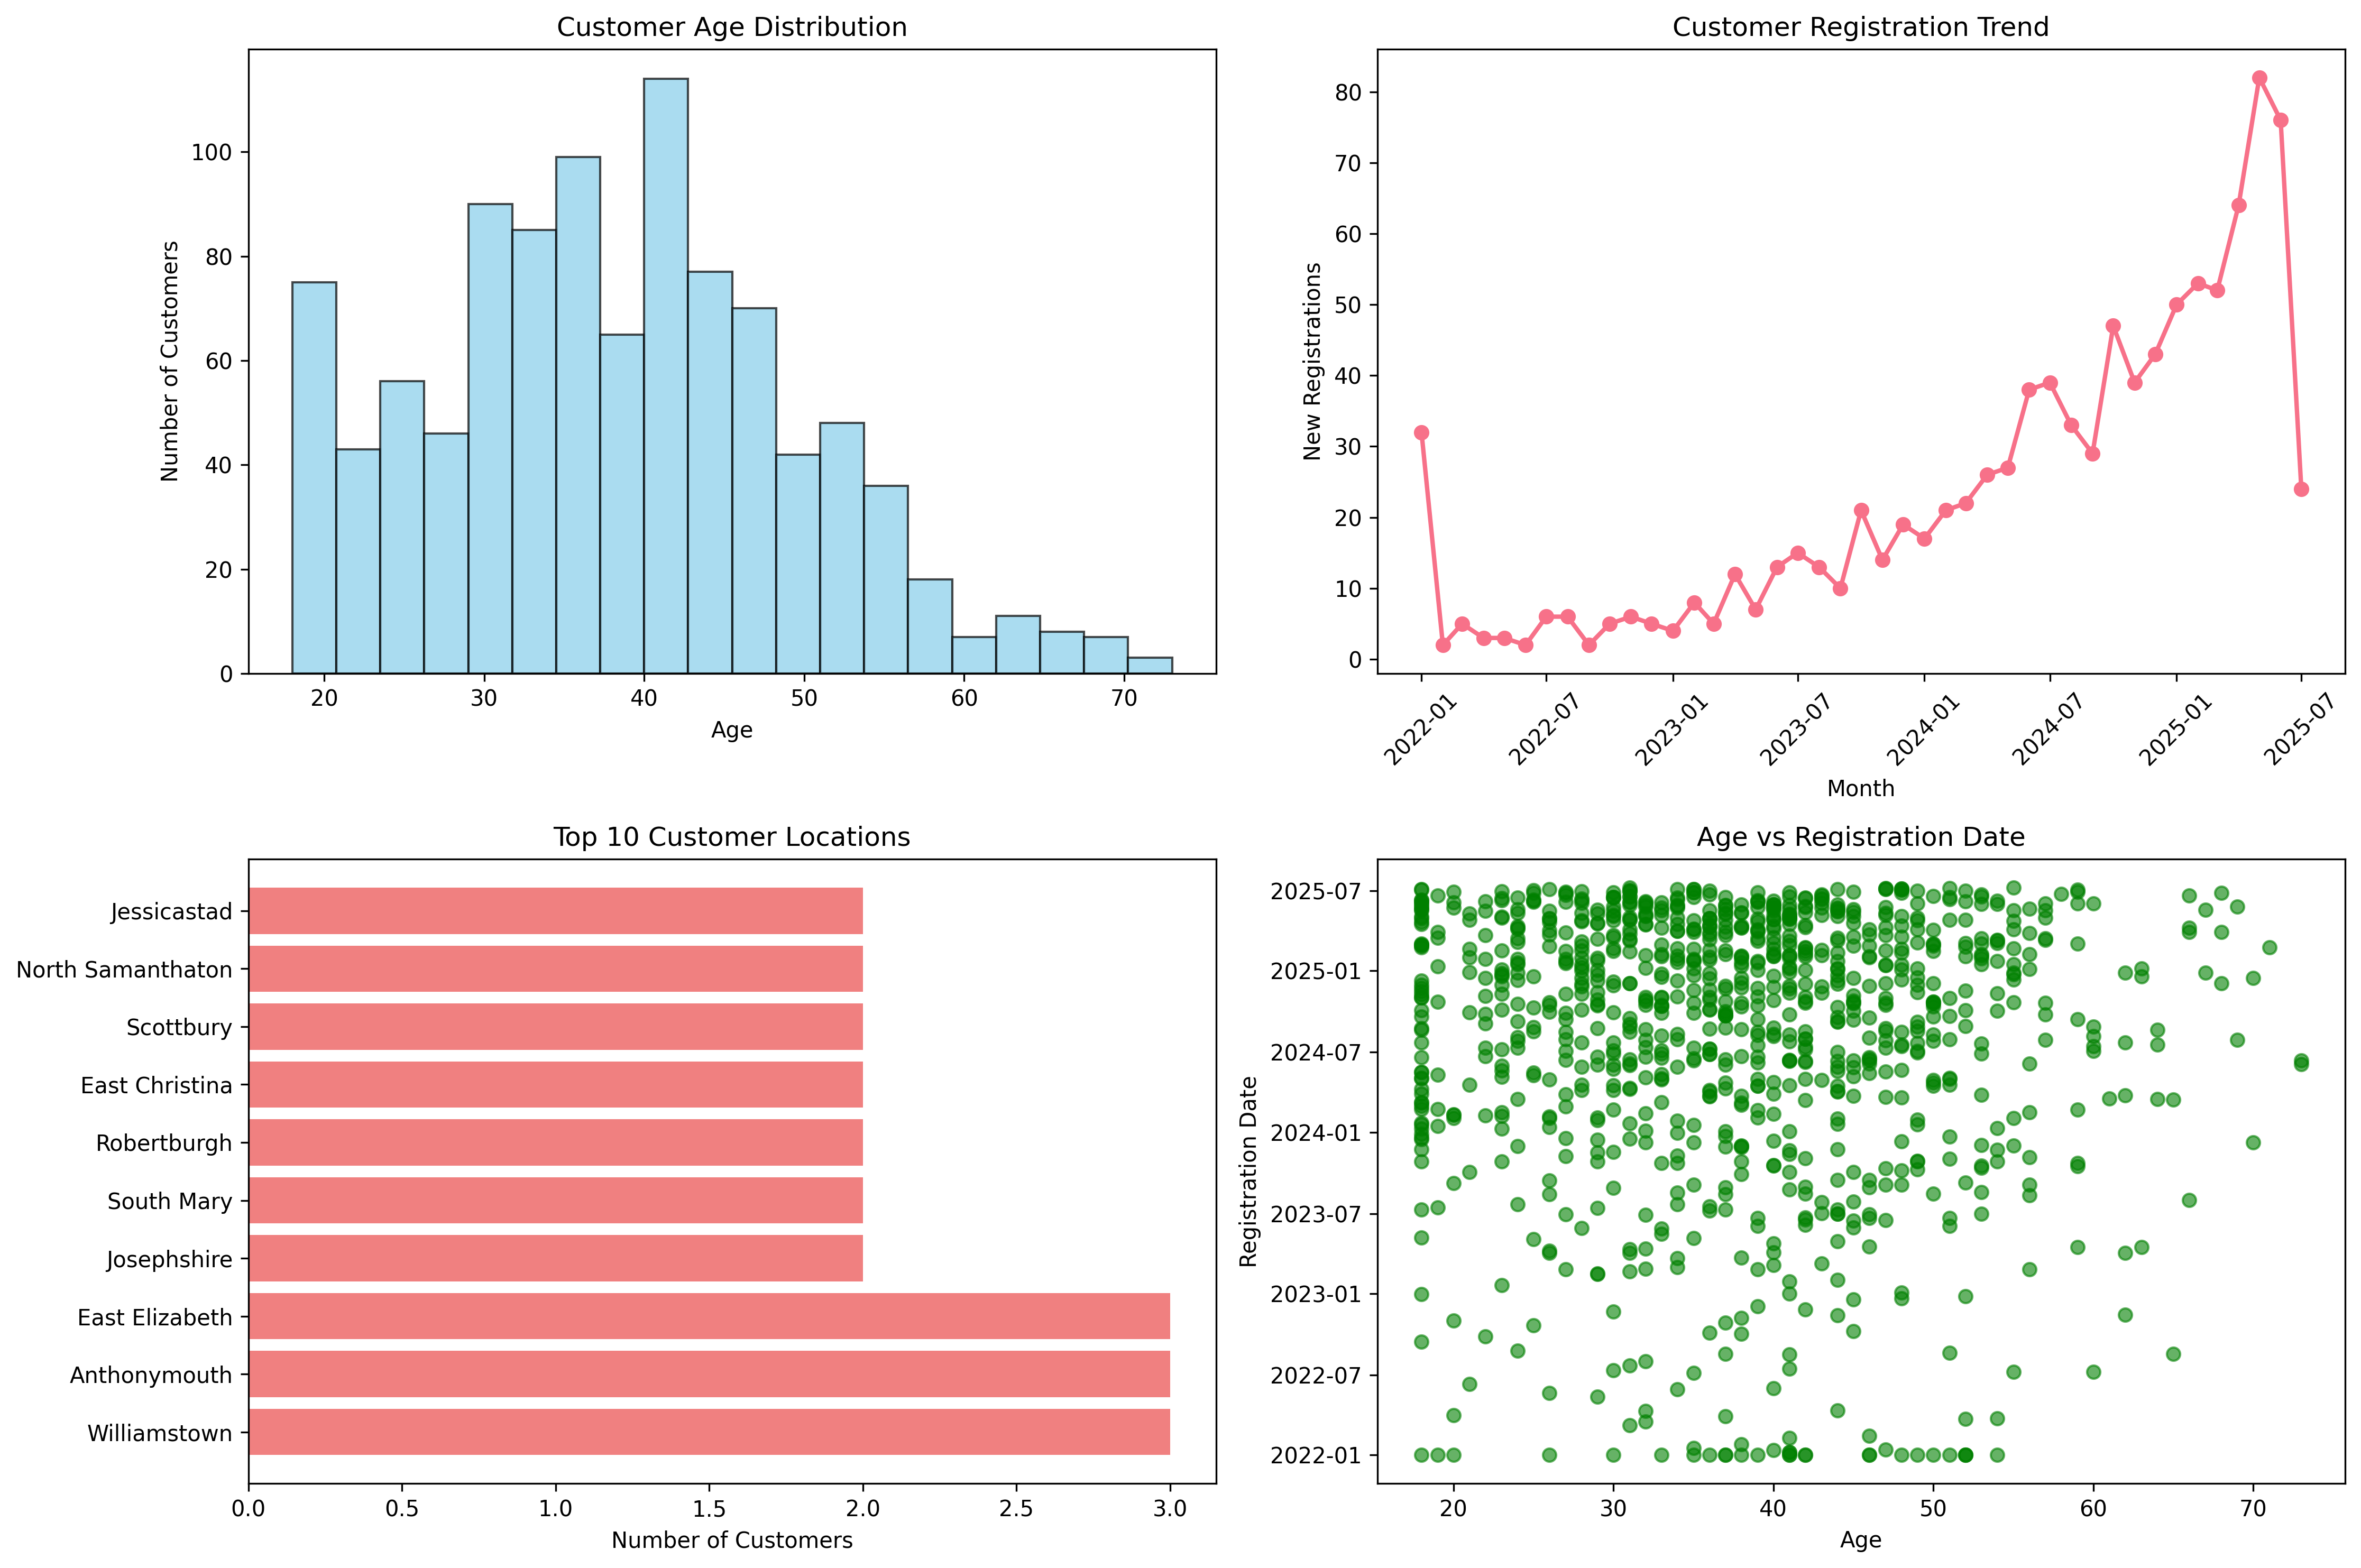 Customer Age Distribution
Number of Customers
100
80
60
40
20
0
20 30 40 50 60 70
Age
Customer Registration Trend
New Registrations
80
70
60
50
40
30
20
10
0
2022-01 2022-07 2023-01 2023-07 2024-01 2024-07 2025-01 2025-07
Month
Top 10 Customer Locations
Jessicastad
North Samanthaton
Scottbury
East Christina
Robertburgh
South Mary
Josephshire
East Elizabeth
Anthonymouth
Williamstown
0.0 0.5 1.0 1.5 2.0 2.5 3.0
Number of Customers
Age vs Registration Date
Registration Date
2025-07
2025-01
2024-07
2024-01
2023-07
2023-01
2022-07
2022-01
20 30 40 50 60 70
Age